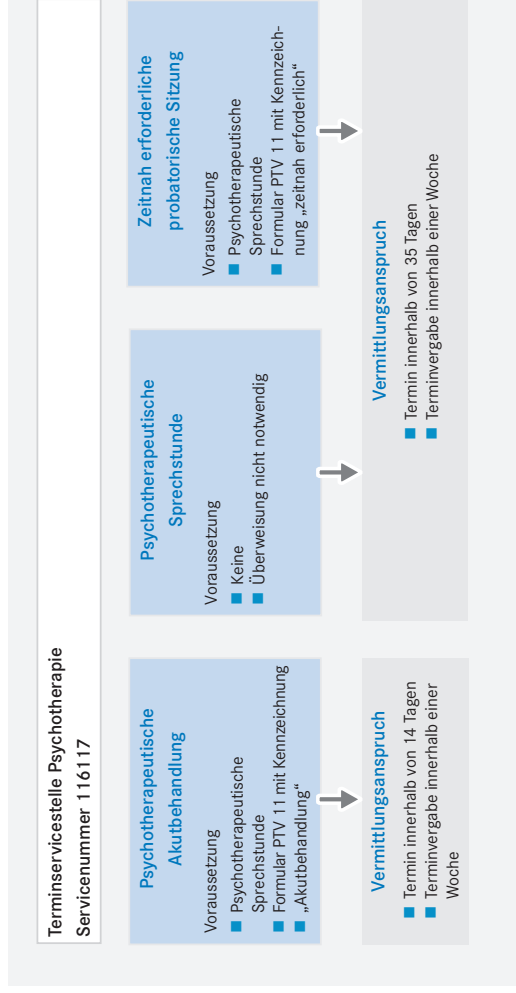 Terminservicestelle Psychotherapie
Servicenummer 116117
Psychotherapeutische
Akutbehandlung
Voraussetzung
Psychotherapeutische
Sprechstunde
Formular PTV 11 mit Kennzeichnung
„Akutbehandlung“
Vermittlungsanspruch
Termin innerhalb von 14 Tagen
Terminvergabe innerhalb einer
Woche
Psychotherapeutische
Sprechstunde
Voraussetzung
Keine
Überweisung nicht notwendig
Zeitnah erforderliche
probatorische Sitzung
Voraussetzung
Psychotherapeutische
Sprechstunde
Formular PTV 11 mit Kennzeich-
nung „zeitnah erforderlich“
Vermittlungsanspruch
Termin innerhalb von 35 Tagen
Terminvergabe innerhalb einer Woche